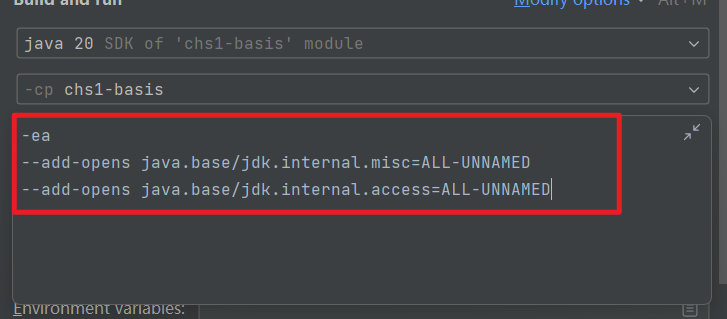 Build and run
Modify options
Alt+M
java 20 SDK of 'chs1-basis' module
-cp chs1-basis
-ea
--add-opens java.base/jdk.internal.misc=ALL-UNNAMED
--add-opens java.base/jdk.internal.access=ALL-UNNAMED
Environment variables: